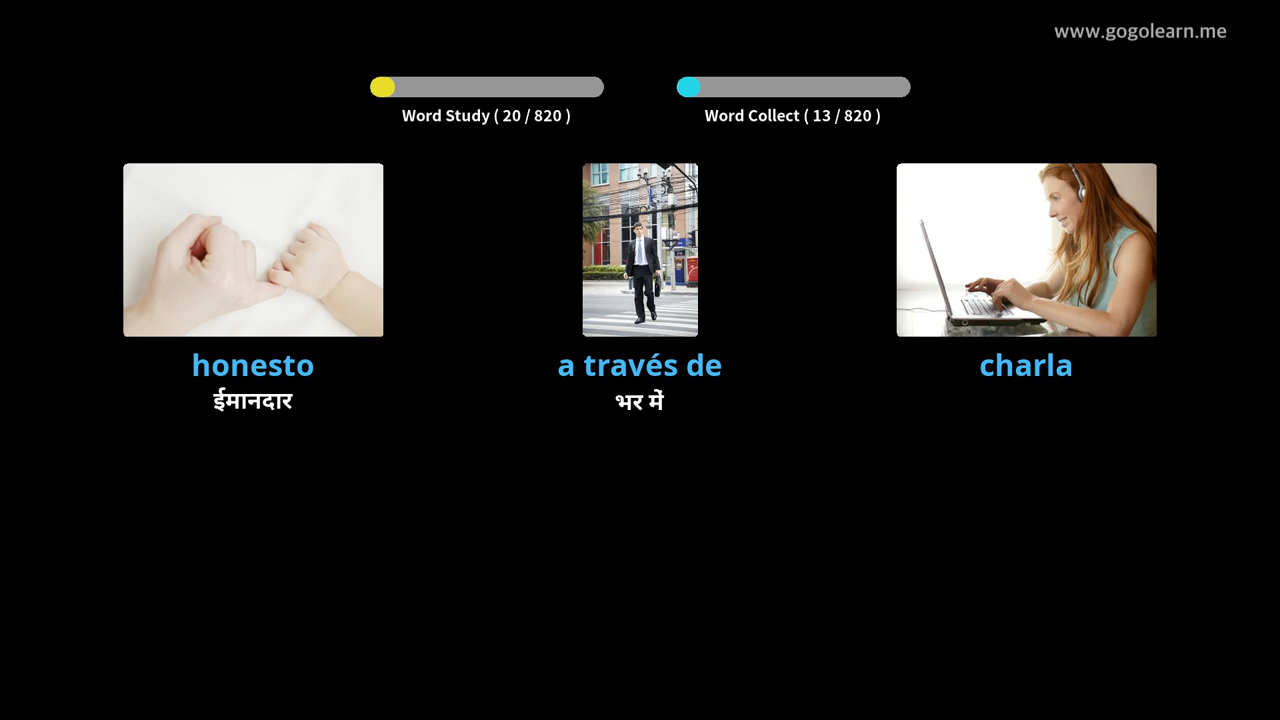 www.gogolearn.me
Word Study ( 20 / 820 )
Word Collect ( 13 / 820 )
honesto
a través de
charla
ईमानदार
भर में